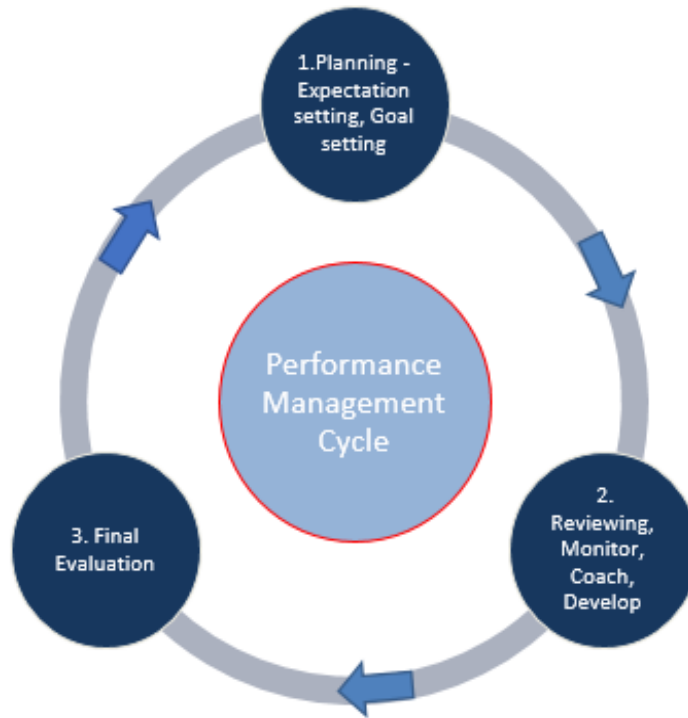 1.Planning -
Expectation
setting, Goal
setting
Performance
Management
Cycle
2.
Reviewing,
Monitor,
Coach,
Develop
3. Final
Evaluation